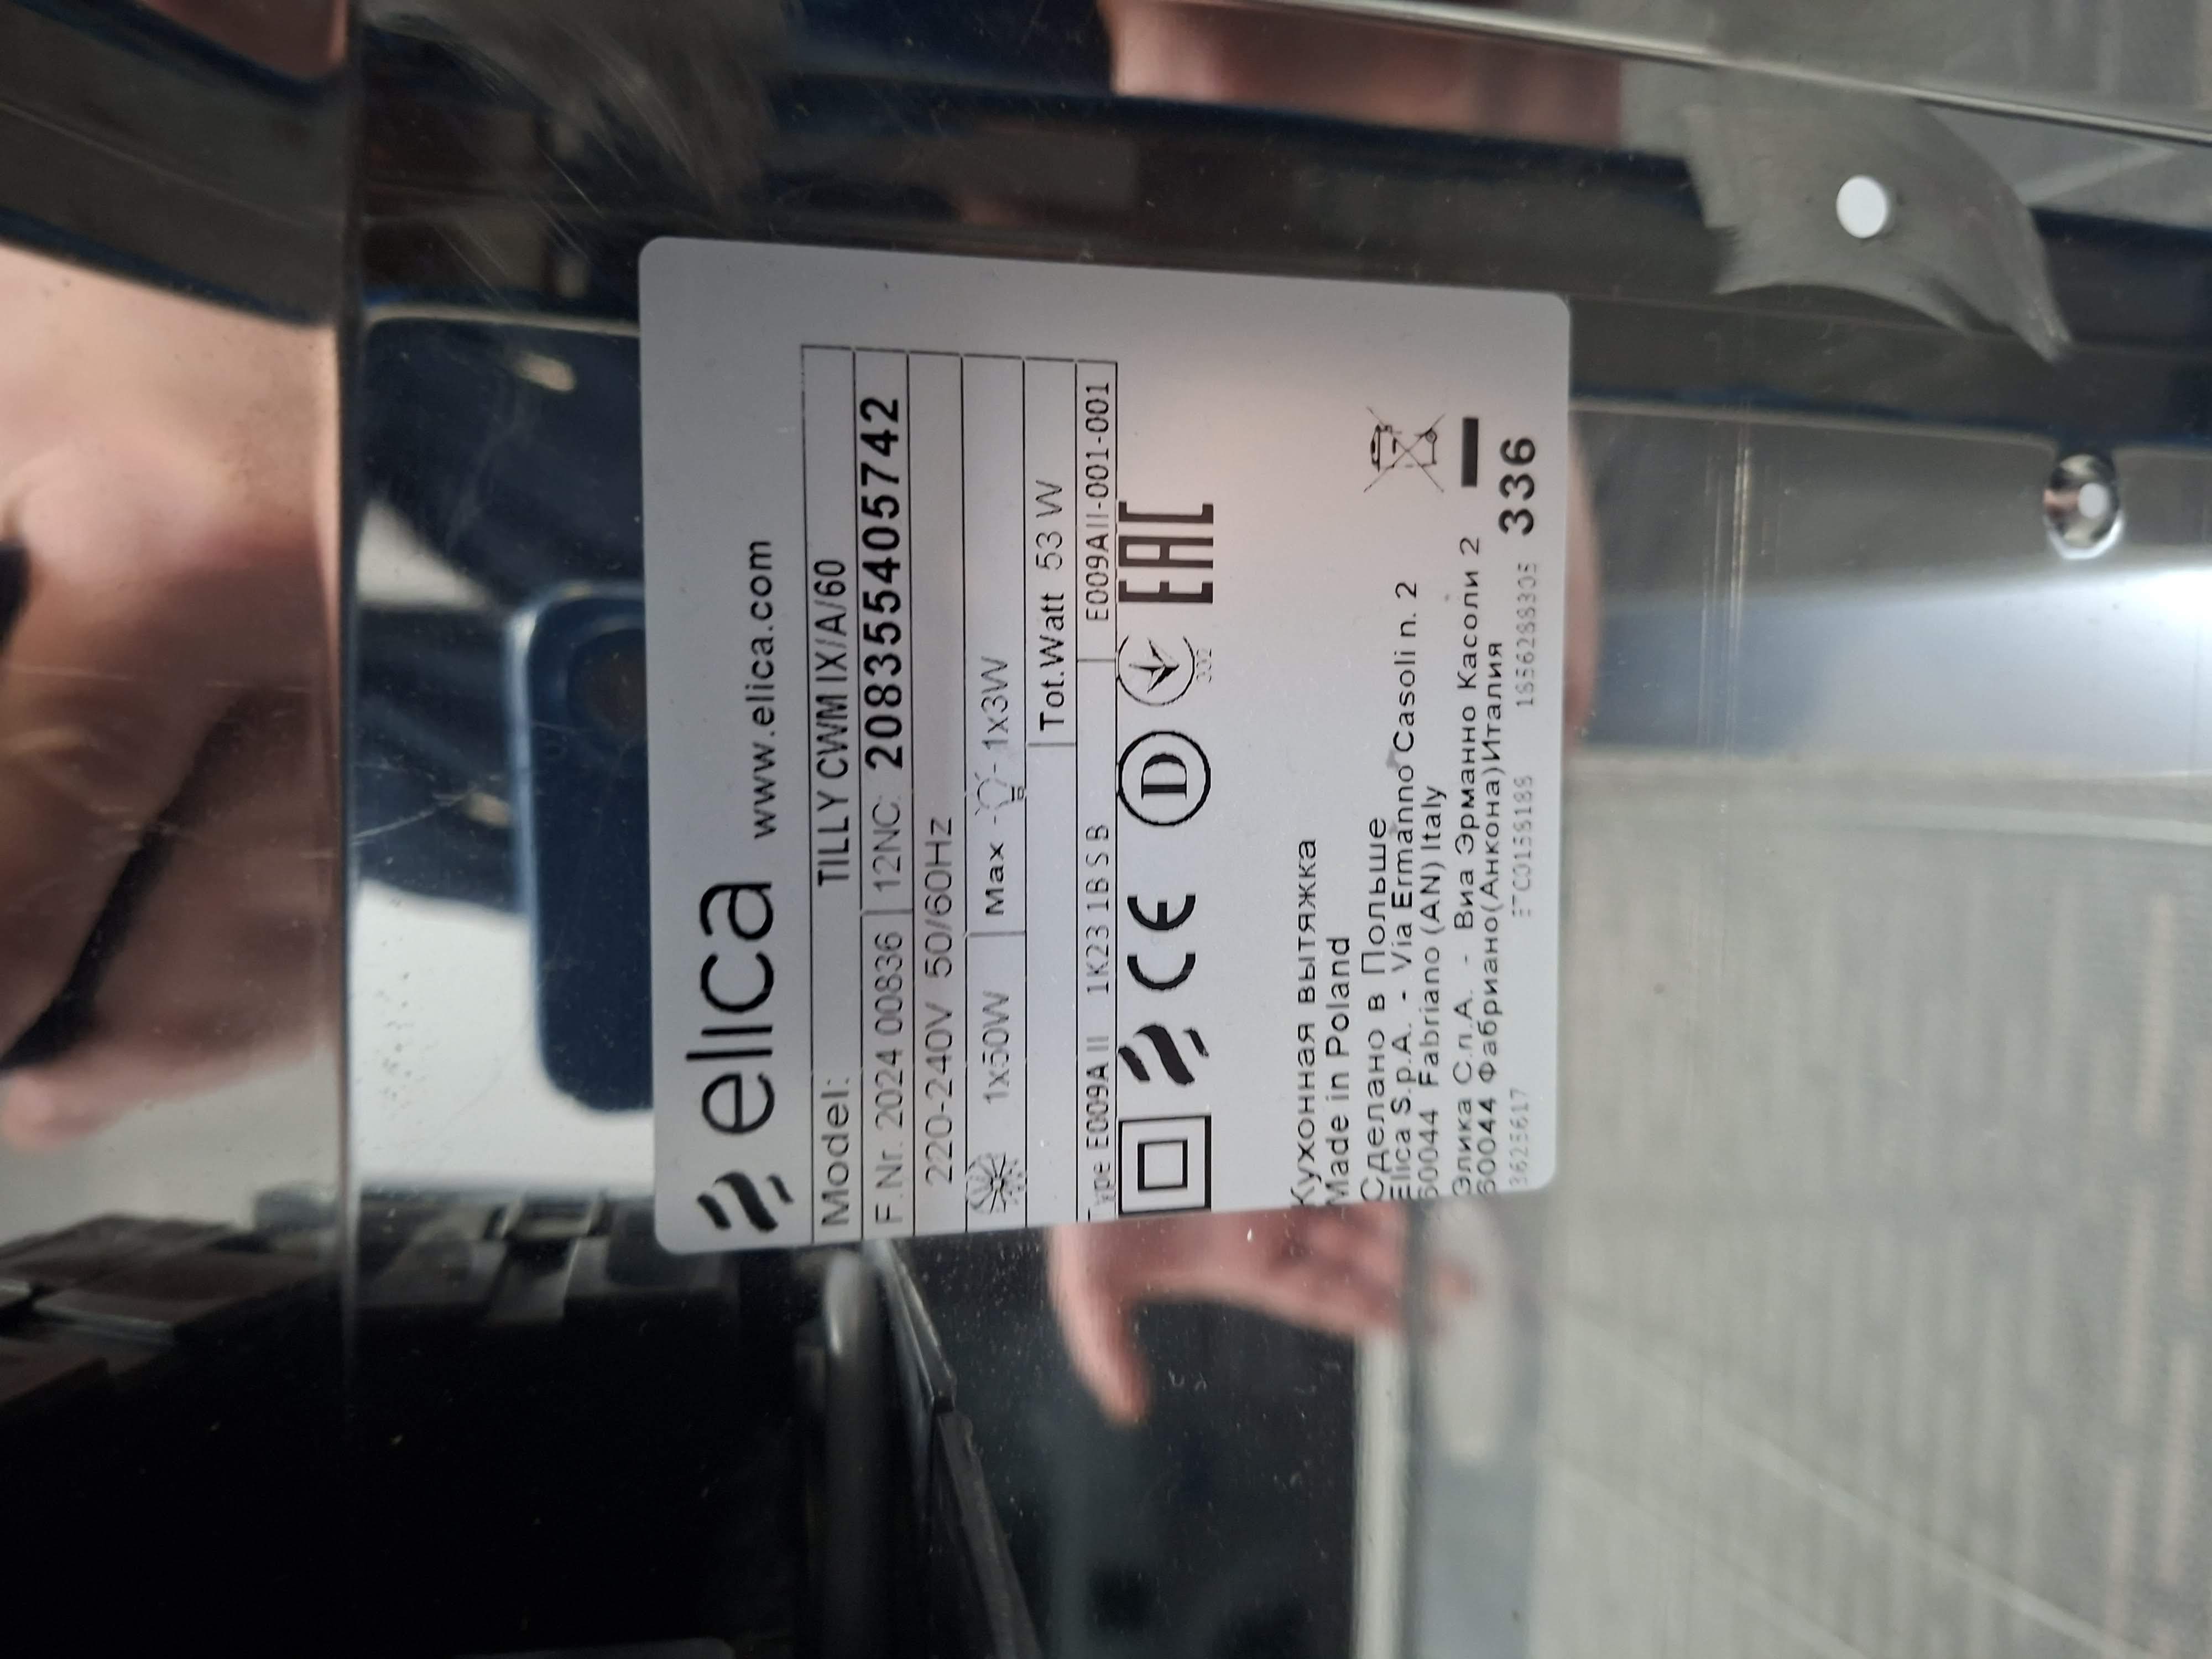 elica www.elica.com
Model: TILLY CWM IX/A/60
F.Nr. 2024 00836 12NC: 208355405742
220-240V 50/60Hz
1x50W Max - 1x3W
Tot.Watt 53 W
Type E009A II 1K23 1BSB E009AII-001-001
CE D EAC
Кухонная вытяжка
Made in Poland
Сделано в Польше
Elica S.p.A. - Via Ermanno Casoli n. 2
60044 Fabriano (AN) Italy
Элика С.п.А. - Виа Эрманно Касоли 2
60044 Фабриано(Анкона)Италия
336